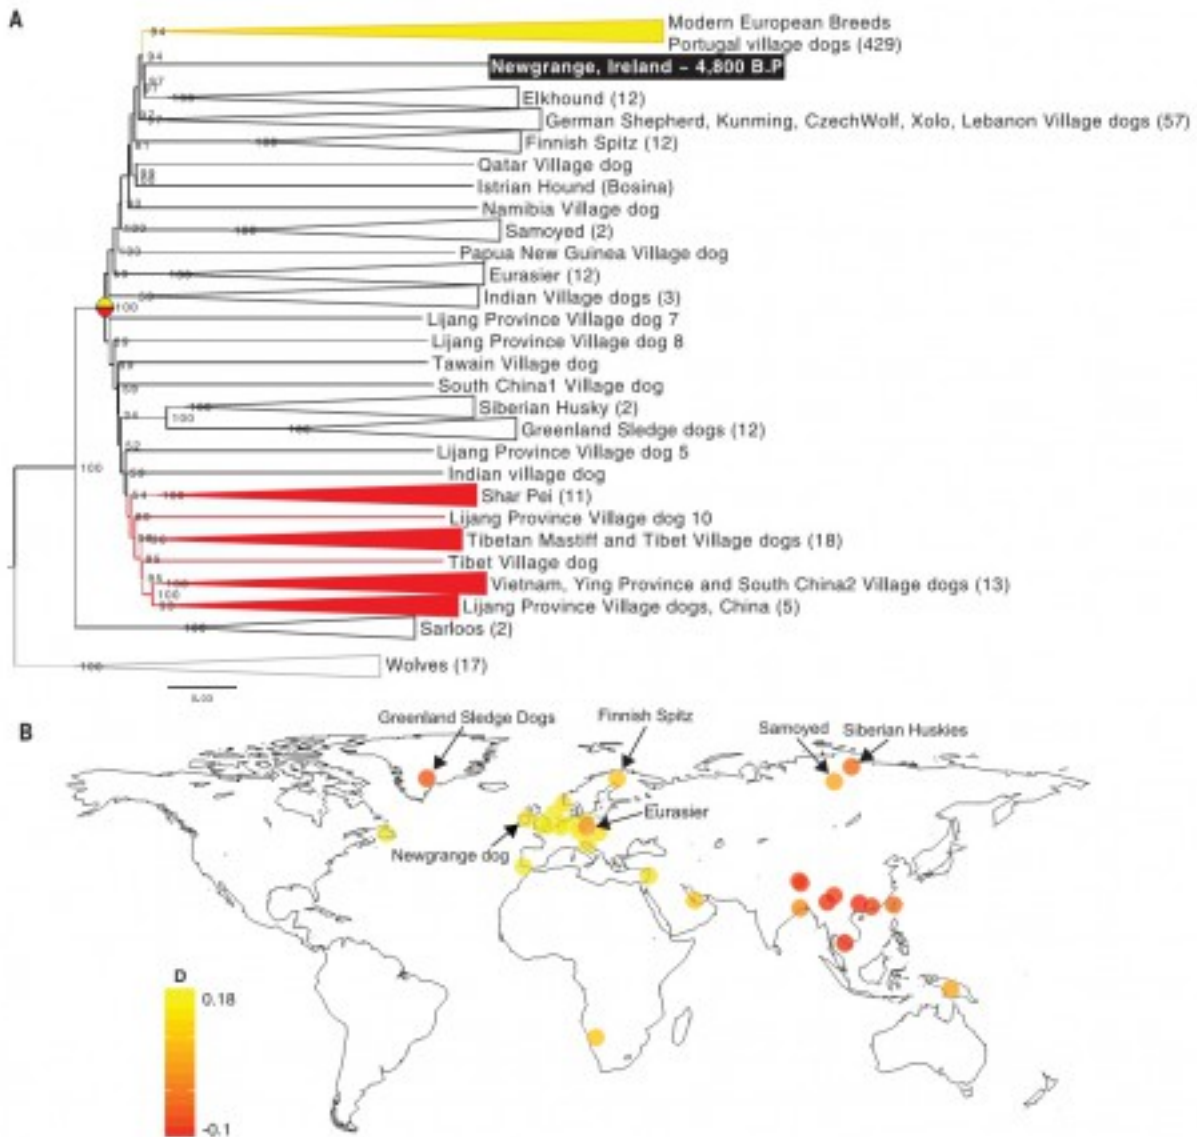 A
Modern European Breeds
Portugal village dogs (429)
Newgrange, Ireland – 4,800 B.P
Elkhound (12)
German Shepherd, Kunming, CzechWolf, Xolo, Lebanon Village dogs (57)
Finnish Spitz (12)
Qatar Village dog
Istrian Hound (Bosina)
Namibia Village dog
Samoyed (2)
Papua New Guinea Village dog
Eurasier (12)
Indian Village dogs (3)
100
Lijang Province Village dog 7
Lijang Province Village dog 8
Tawain Village dog
South China1 Village dog
Siberian Husky (2)
100
Greenland Sledge dogs (12)
Lijang Province Village dog 5
100
Indian village dog
Shar Pei (11)
Lijang Province Village dog 10
Tibetan Mastiff and Tibet Village dogs (18)
Tibet Village dog
Vietnam, Ying Province and South China2 Village dogs (13)
100
Lijang Province Village dogs, China (5)
100
Sarloos (2)
100
Wolves (17)
B
Greenland Sledge Dogs
Finnish Spitz
Samoyed
Siberian Huskies
Eurasier
Newgrange dog
D
0.18
-0.1